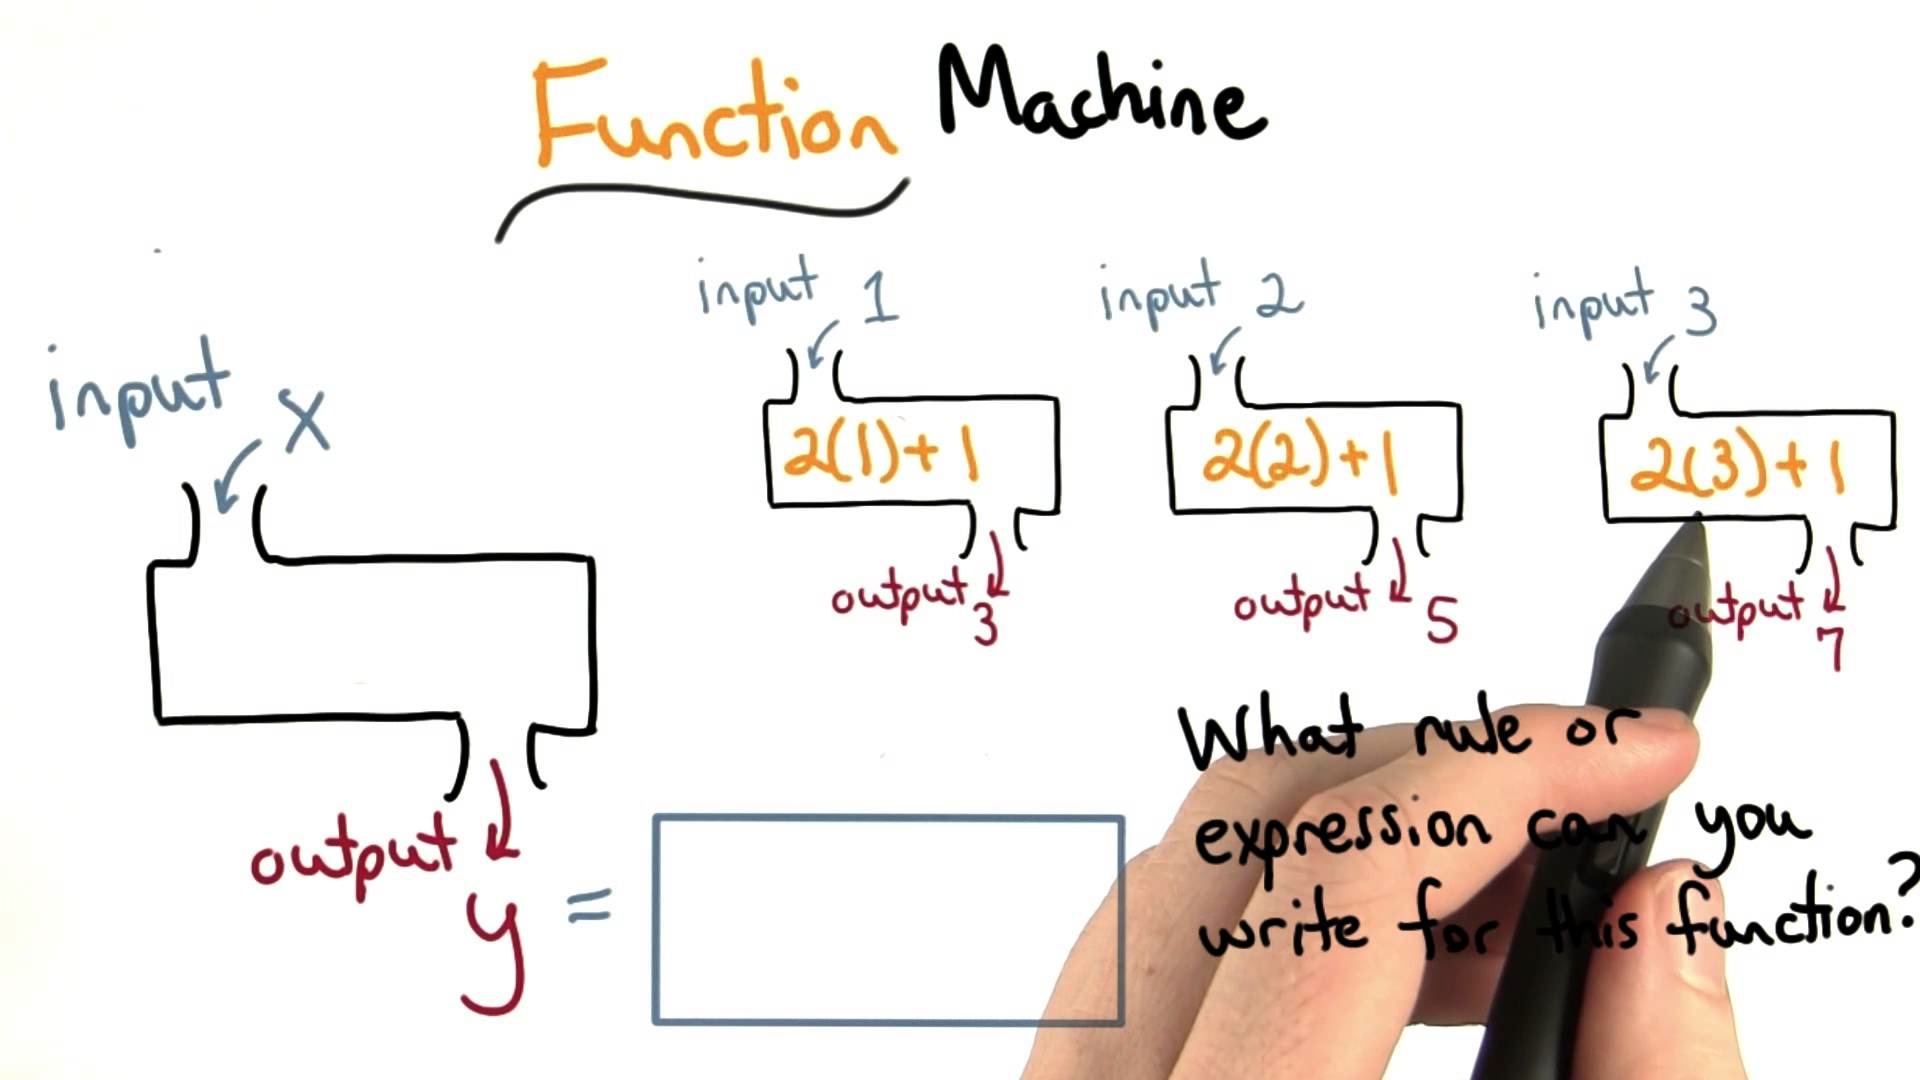 Function Machine
input 1
input 2
input 3
input x
2(1)+1
2(2)+1
2(3)+1
output 3
output 5
output 7
What rule or
expression can you
write for this function?
output
y =